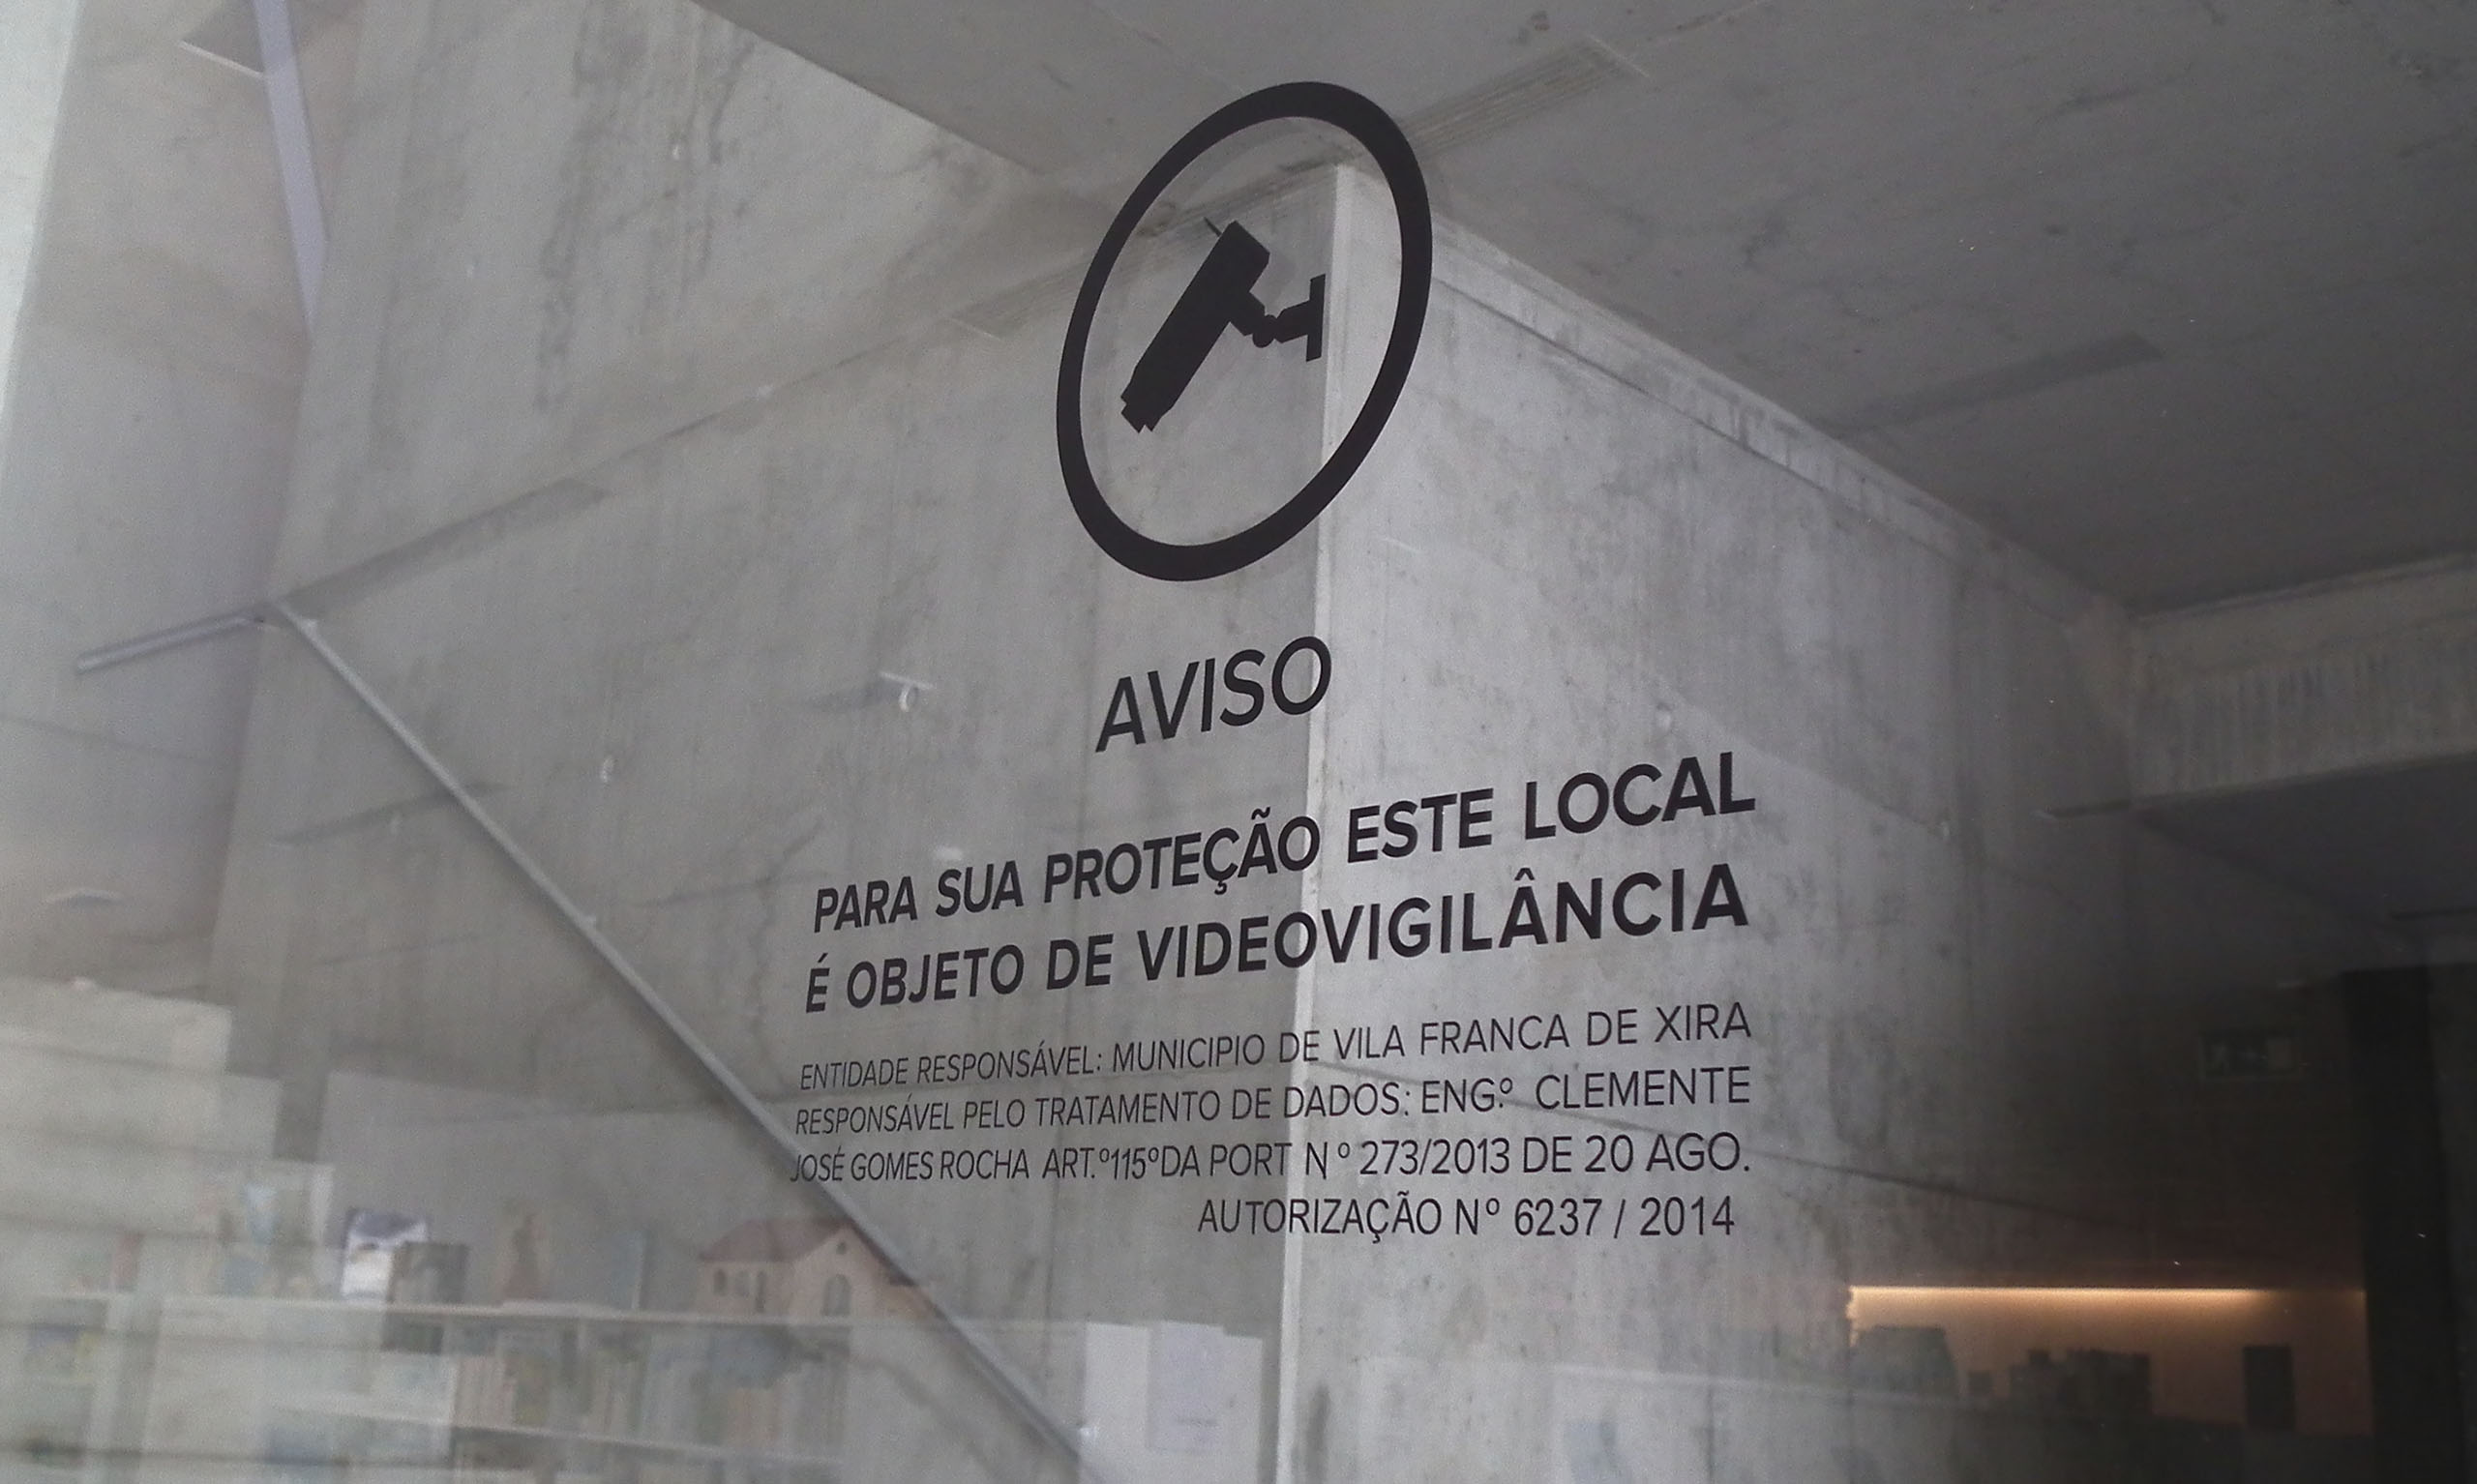 AVISO
PARA SUA PROTEÇÃO ESTE LOCAL
É OBJETO DE VIDEOVIGILÂNCIA
ENTIDADE RESPONSÁVEL: MUNICIPIO DE VILA FRANCA DE XIRA
RESPONSÁVEL PELO TRATAMENTO DE DADOS: ENG.º CLEMENTE
JOSÉ GOMES ROCHA ART.º115ºDA PORT Nº 273/2013 DE 20 AGO.
AUTORIZAÇÃO Nº 6237 / 2014